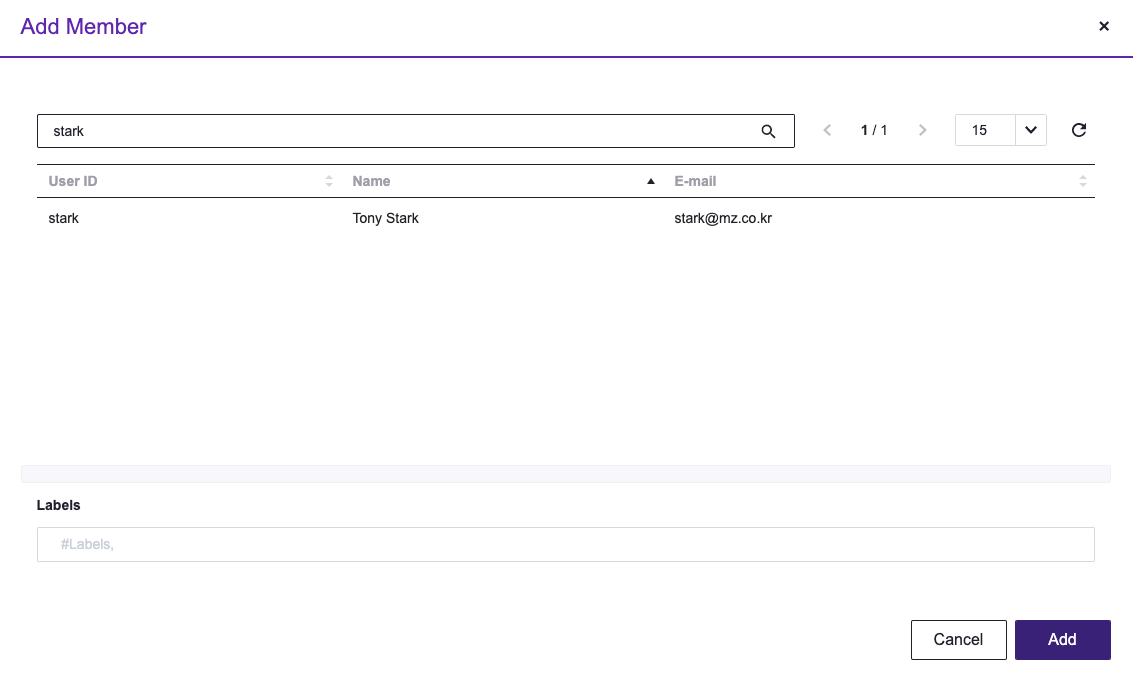 Add Member
stark
1 / 1
15
User ID Name E-mail
stark Tony Stark stark@mz.co.kr
Labels
#Labels,
Cancel Add